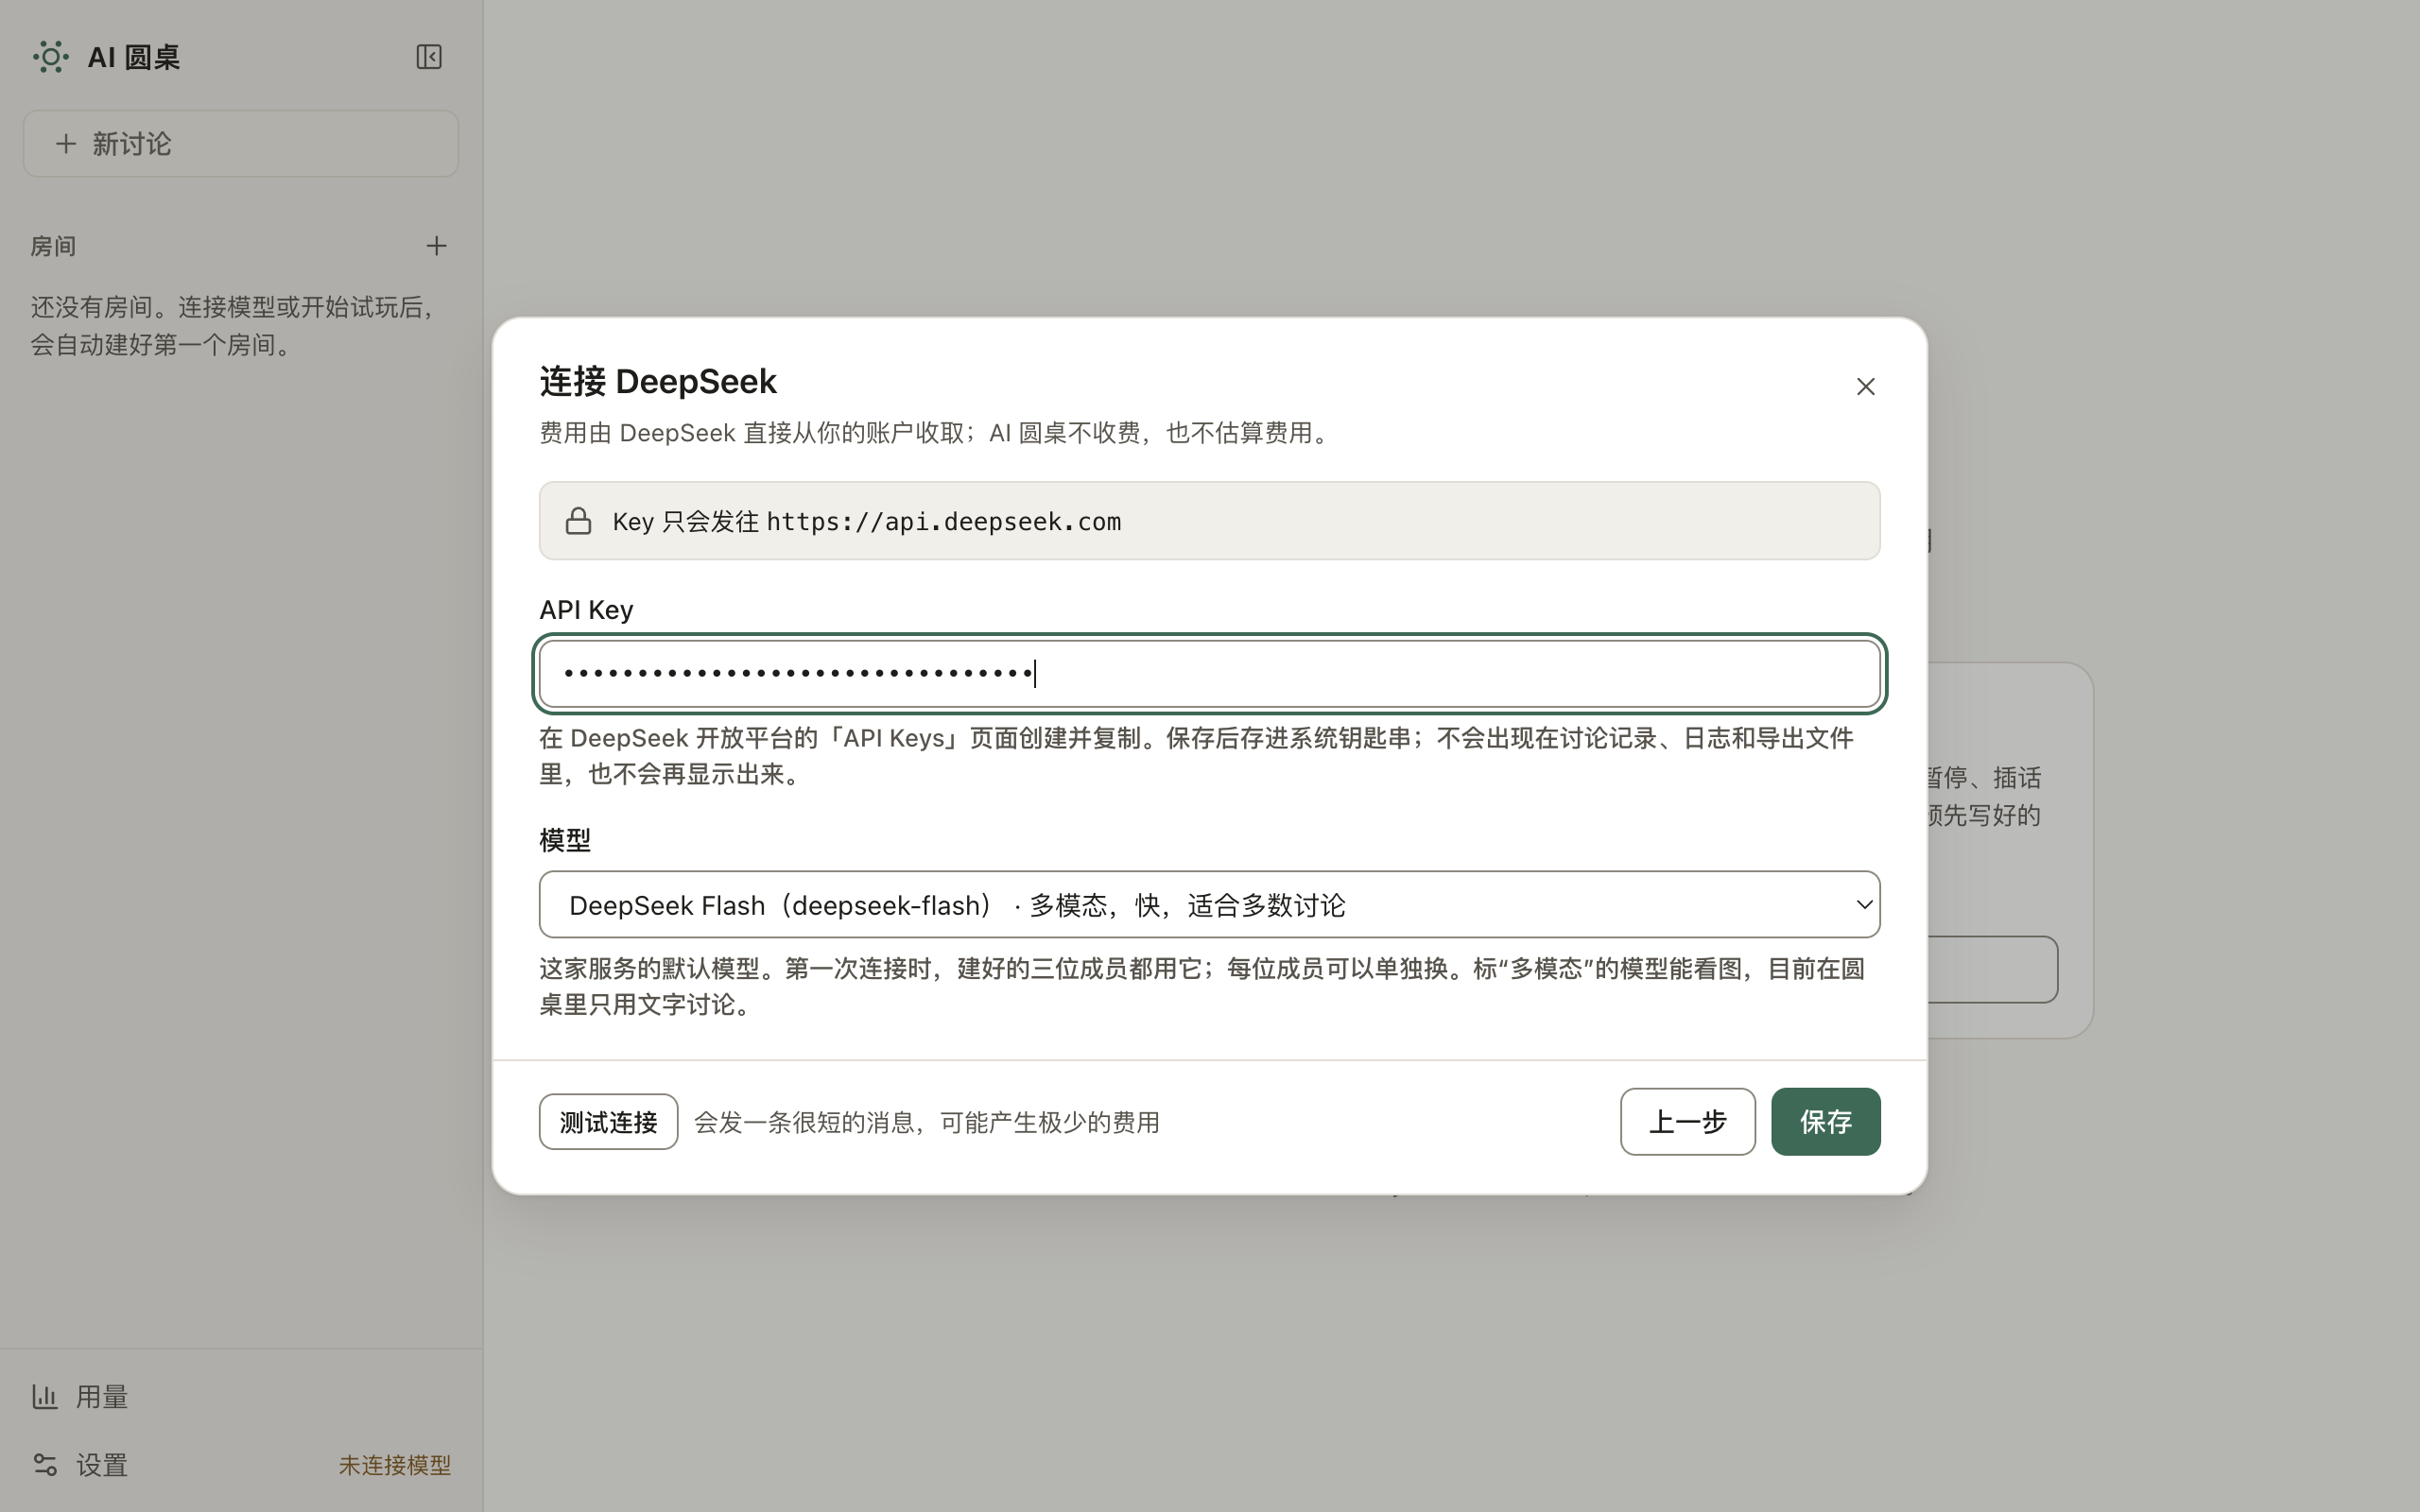 AI 圆桌
新讨论
房间
还没有房间。连接模型或开始试玩后，
会自动建好第一个房间。
连接 DeepSeek
费用由 DeepSeek 直接从你的账户收取；AI 圆桌不收费，也不估算费用。
Key 只会发往 https://api.deepseek.com
API Key
••••••••••••••••••••••••••••••••
在 DeepSeek 开放平台的「API Keys」页面创建并复制。保存后存进系统钥匙串；不会出现在讨论记录、日志和导出文件
里，也不会再显示出来。
暂停、插话
预先写好的
模型
DeepSeek Flash（deepseek-flash） · 多模态，快，适合多数讨论
这家服务的默认模型。第一次连接时，建好的三位成员都用它；每位成员可以单独换。标“多模态”的模型能看图，目前在圆
桌里只用文字讨论。
测试连接 会发一条很短的消息，可能产生极少的费用
上一步 保存
用量
设置 未连接模型